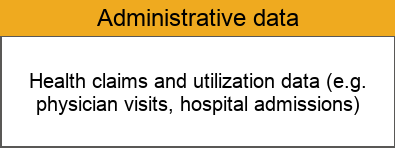 Administrative data
Health claims and utilization data (e.g.
physician visits, hospital admissions)